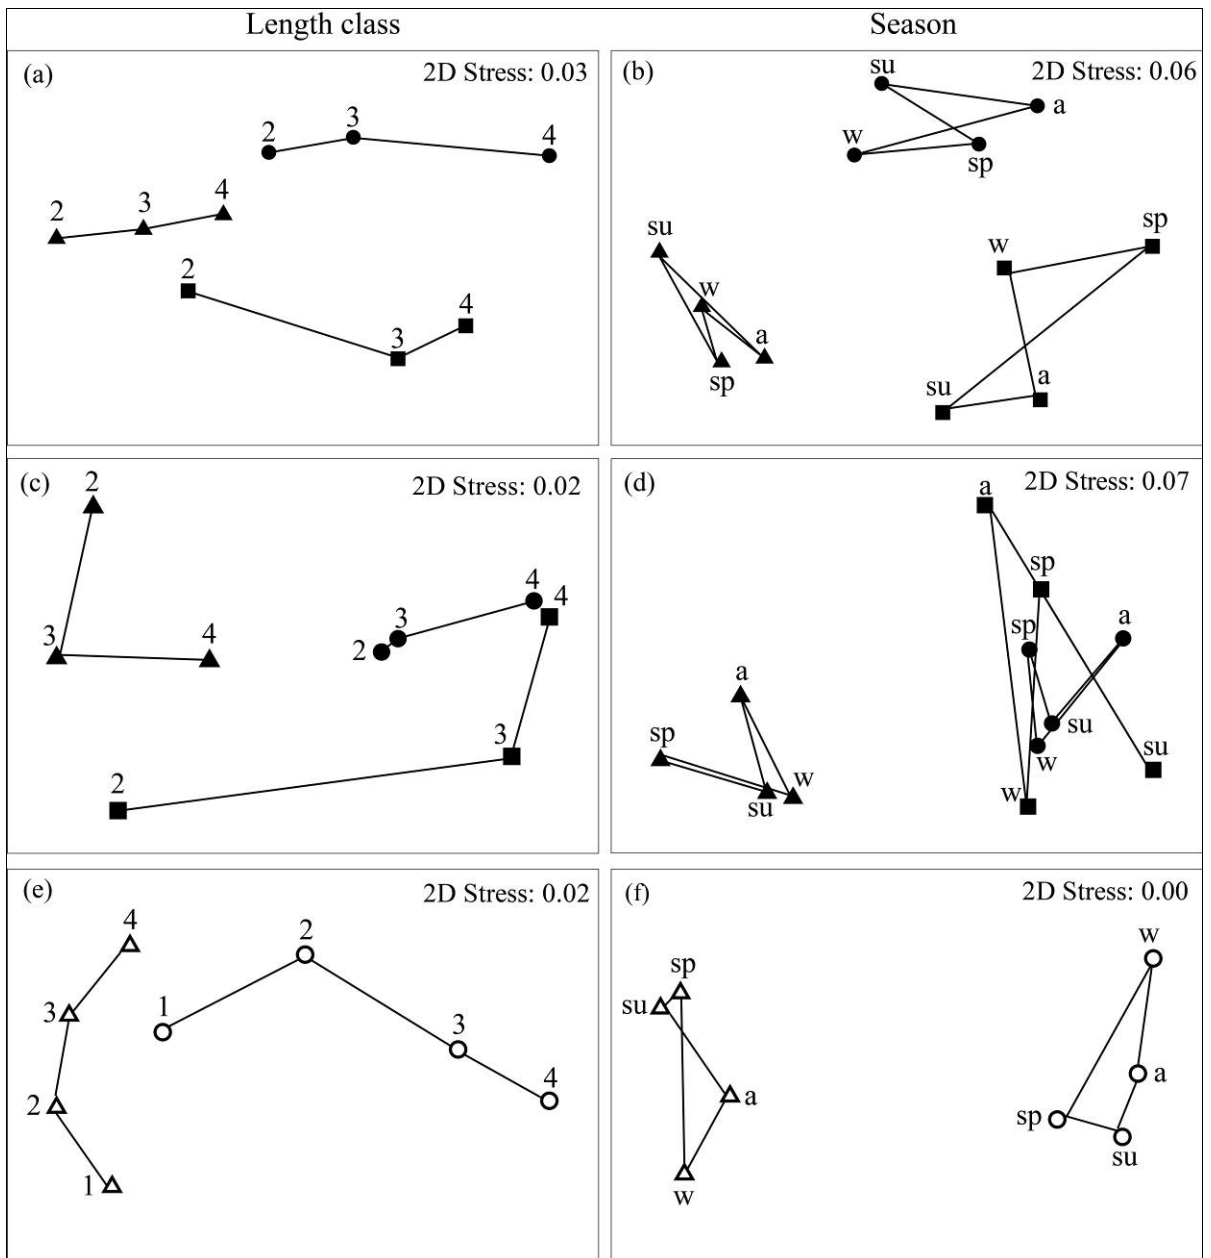 Length class
Season
(a)
2D Stress: 0.03
2
3
4
2
3
4
2
3
4
(b)
2D Stress: 0.06
su
a
w
sp
su
w
a
sp
sp
w
su
a
(c)
2D Stress: 0.02
2
3
4
4
4
3
2
3
2
(d)
2D Stress: 0.07
a
sp
sp
a
su
w
su
w
a
sp
w
su
(e)
2D Stress: 0.02
4
3
2
1
2
1
3
4
(f)
2D Stress: 0.00
sp
su
a
w
w
a
sp
su